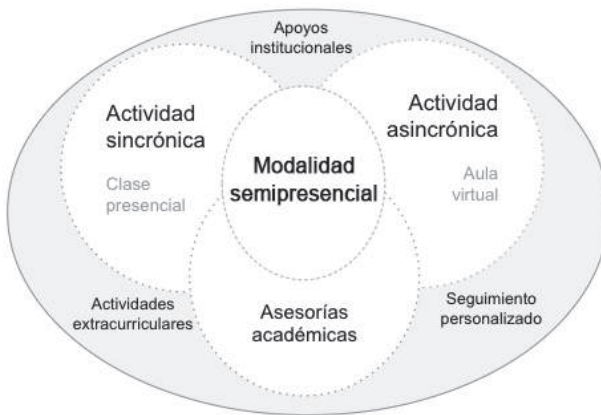 Apoyos
institucionales
Actividad
sincrónica
Clase
presencial
Modalidad
semipresencial
Actividad
asincrónica
Aula
virtual
Actividades
extracurriculares
Asesorías
académicas
Seguimiento
personalizado